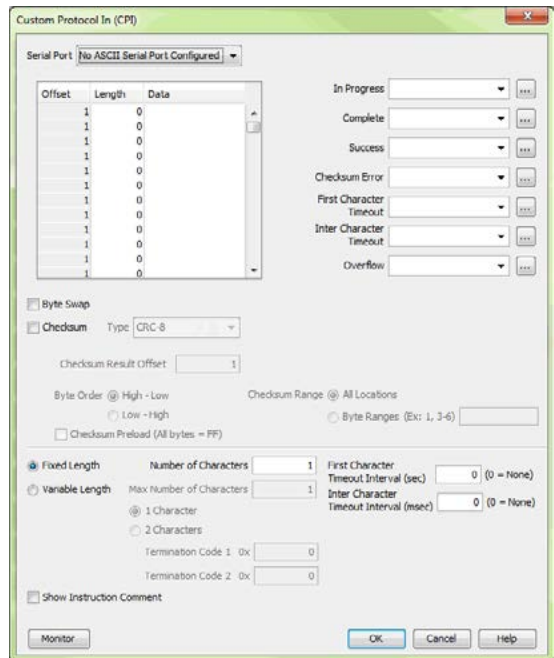 Custom Protocol In (CPI)
Serial Port No ASCII Serial Port Configured
Offset Length Data
1 0
1 0
1 0
1 0
1 0
1 0
1 0
1 0
1 0
1 0
1 0
1 0
In Progress ...
Complete ...
Success ...
Checksum Error ...
First Character
Timeout ...
Inter Character
Timeout ...
Overflow ...
Byte Swap
Checksum Type CRC-8
Checksum Result Offset 1
Byte Order High - Low Checksum Range All Locations
Low - High Byte Ranges (Ex: 1, 3-6)
Checksum Preload (All bytes = FF)
Fixed Length Number of Characters 1
Variable Length Max Number of Characters 1
1 Character
2 Characters
Termination Code 1 0x 0
Termination Code 2 0x 0
First Character
Timeout Interval (sec) 0 (0 = None)
Inter Character
Timeout Interval (msec) 0 (0 = None)
Show Instruction Comment
Monitor OK Cancel Help